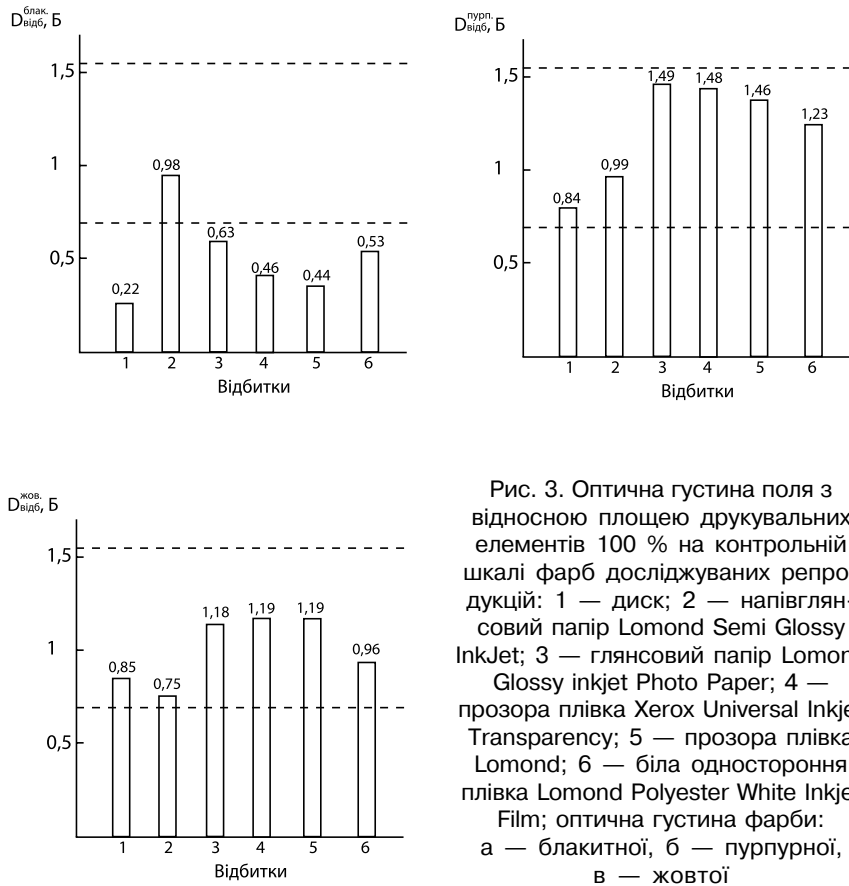 D блак. відб, Б
1,5
1
0,5
0,22
0,98
0,63
0,46
0,44
0,53
1 2 3 4 5 6
Відбитки
D пурп. відб, Б
1,5
1
0,5
0,84
0,99
1,49
1,48
1,46
1,23
1 2 3 4 5 6
Відбитки
D жов. відб, Б
1,5
1
0,5
0,85
0,75
1,18
1,19
1,19
0,96
1 2 3 4 5 6
Відбитки
Рис. 3. Оптична густина поля з
відносною площею друкувальних
елементів 100 % на контрольній
шкалі фарб досліджуваних репро-
дукцій: 1 — диск; 2 — напівглян-
совий папір Lomond Semi Glossy
InkJet; 3 — глянсовий папір Lomon
Glossy inkjet Photo Paper; 4 —
прозора плівка Xerox Universal Inkje
Transparency; 5 — прозора плівка
Lomond; 6 — біла одностороння
плівка Lomond Polyester White Inkje
Film; оптична густина фарби:
а — блакитної, б — пурпурної,
в — жовтої